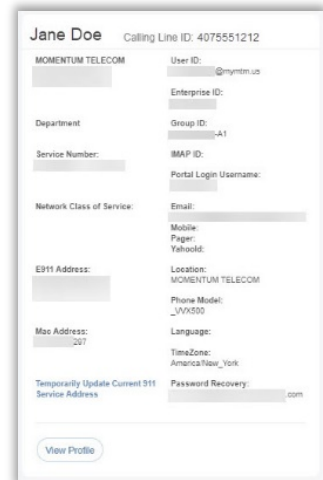 Jane Doe Calling Line ID: 4075551212
MOMENTUM TELECOM
User ID:
@mymtm.us
Enterprise ID:
Department
Group ID:
-A1
Service Number:
IMAP ID:
Portal Login Username:
Network Class of Service:
Email:
Mobile:
Pager:
YahooId:
E911 Address:
Location:
MOMENTUM TELECOM
Phone Model:
_VVX500
Mac Address:
297
Language:
TimeZone:
America/New_York
Temporarily Update Current 911
Service Address
Password Recovery:
.com
View Profile